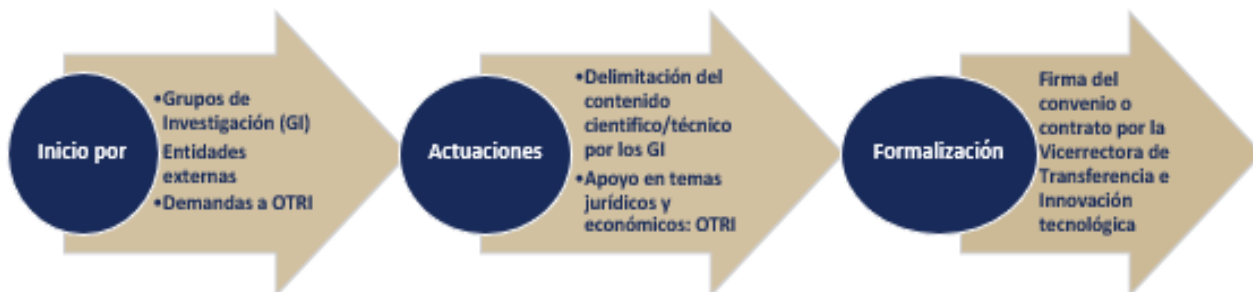 Inicio por
•Grupos de
Investigación (GI)
Entidades
externas
•Demandas a OTRI
Actuaciones
•Delimitación del
contenido
científico/técnico
por los GI
•Apoyo en temas
jurídicos y
económicos: OTRI
Formalización
Firma del
convenio o
contrato por la
Vicerrectora de
Transferencia e
Innovación
tecnológica